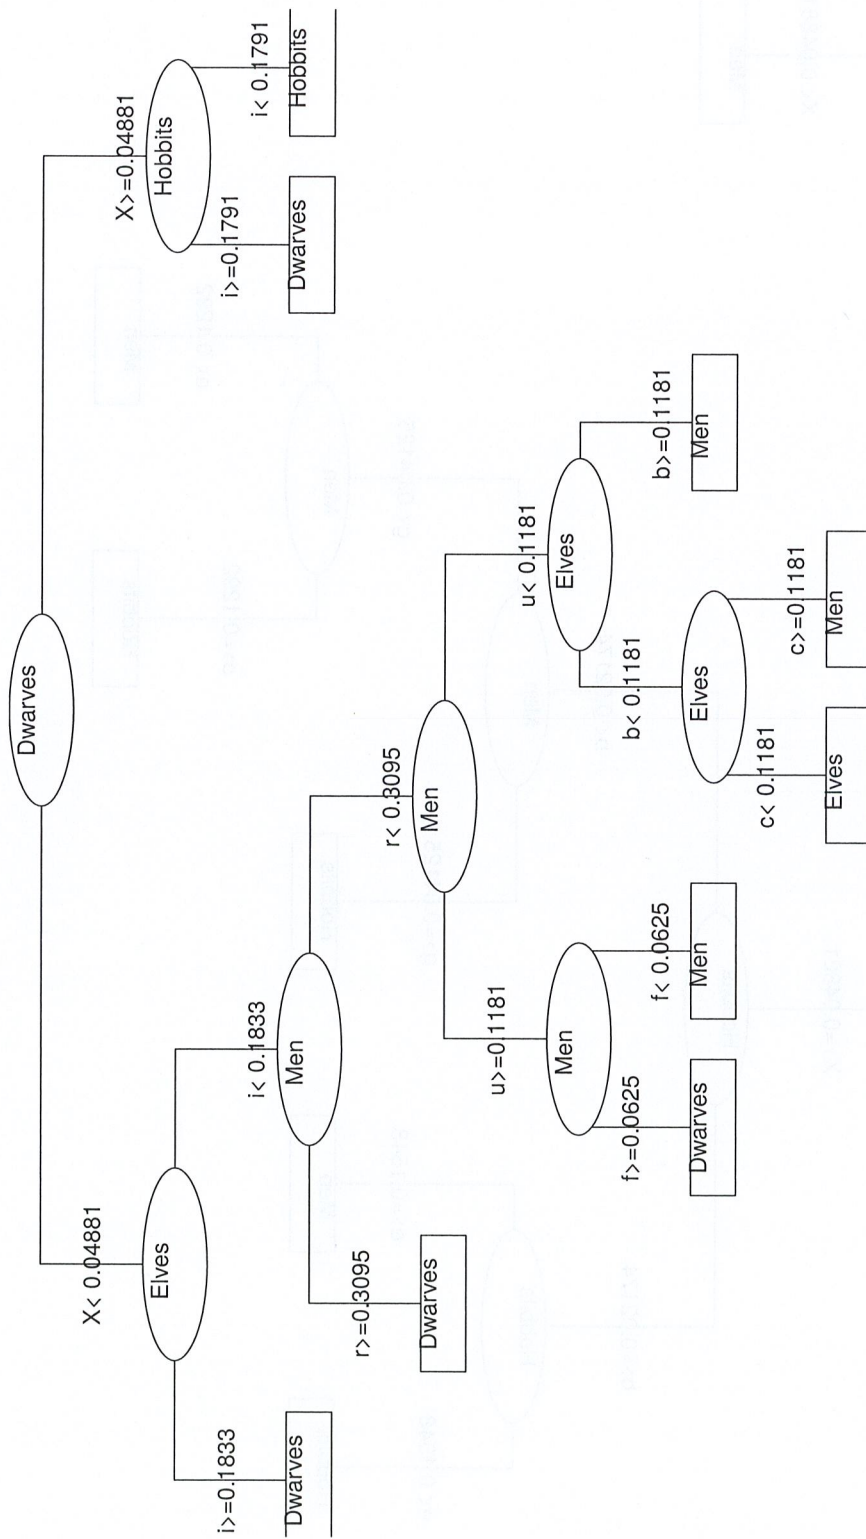 Dwarves
X< 0.04881
X>=0.04881
Elves
Hobbits
i>=0.1833
i< 0.1833
i>=0.1791
i< 0.1791
Dwarves
Men
Dwarves
Hobbits
r>=0.3095
r< 0.3095
Dwarves
Men
u>=0.1181
u< 0.1181
Men
Elves
f>=0.0625
f< 0.0625
b< 0.1181
b>=0.1181
Dwarves
Men
Elves
Men
c< 0.1181
c>=0.1181
Elves
Men